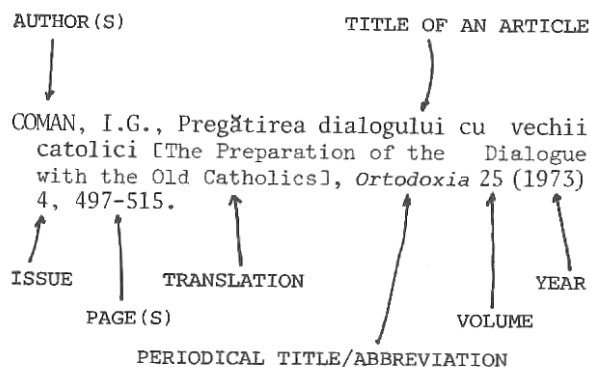 AUTHOR(S) TITLE OF AN ARTICLE
COMAN, I.G., Pregătirea dialogului cu vechii
catolici [The Preparation of the Dialogue
with the Old Catholics], Ortodoxia 25 (1973)
4, 497-515.
ISSUE TRANSLATION YEAR
PAGE(S) VOLUME
PERIODICAL TITLE/ABBREVIATION